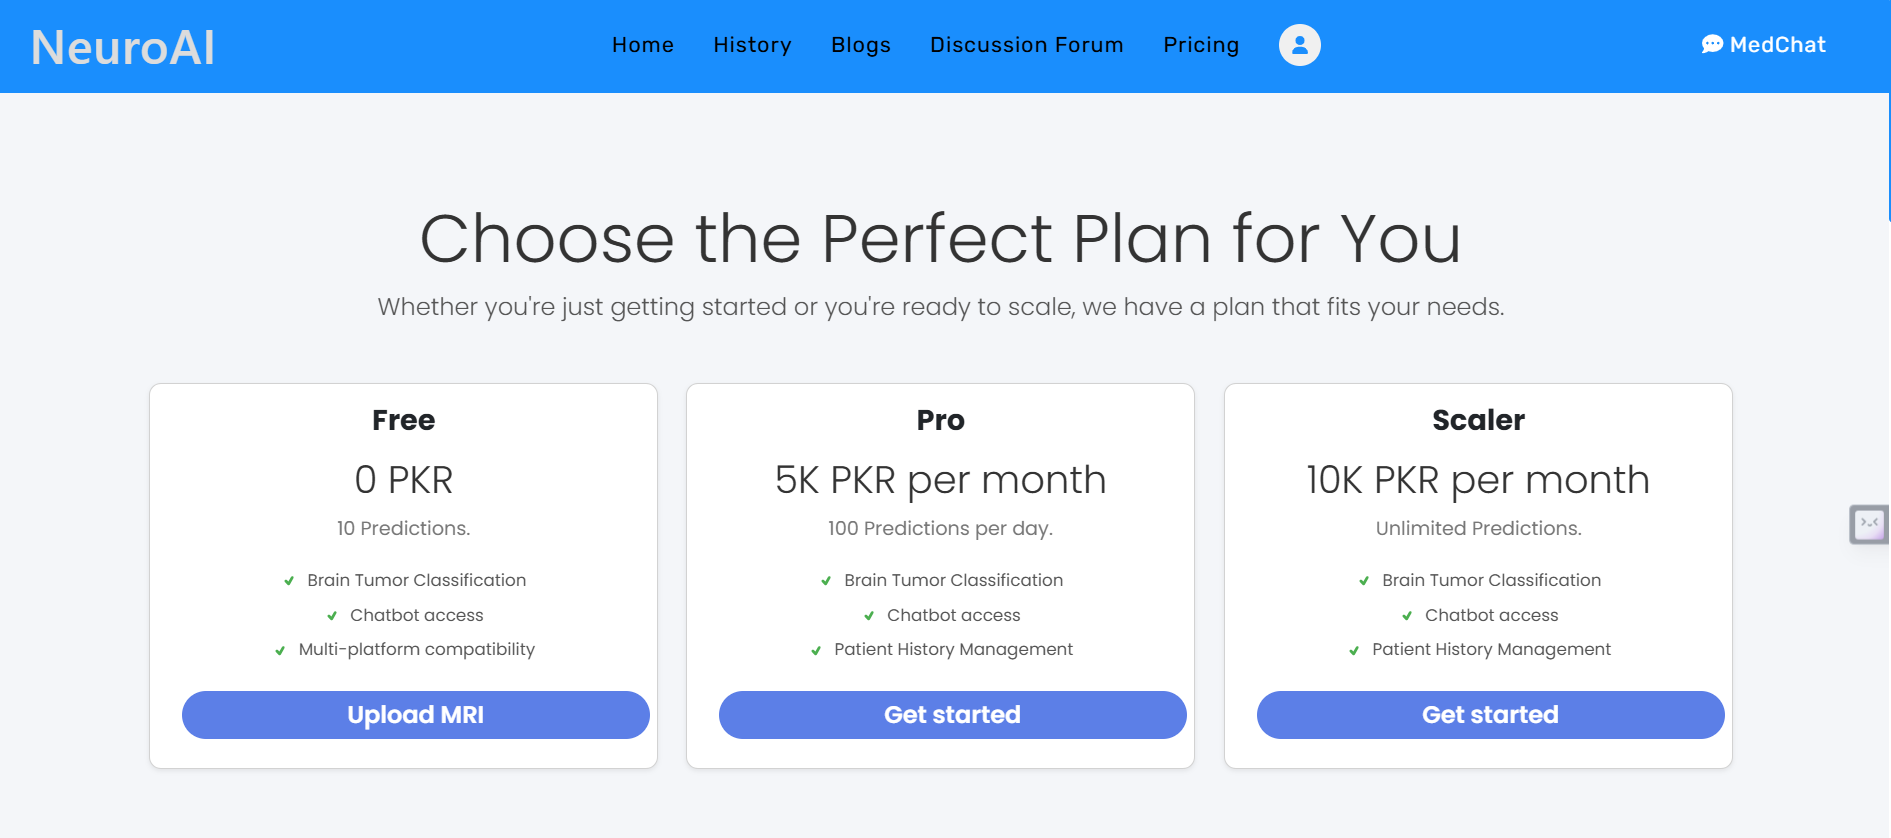 NeuroAI
Home History Blogs Discussion Forum Pricing
MedChat
Choose the Perfect Plan for You
Whether you're just getting started or you're ready to scale, we have a plan that fits your needs.
Free
0 PKR
10 Predictions.
Brain Tumor Classification
Chatbot access
Multi-platform compatibility
Upload MRI
Pro
5K PKR per month
100 Predictions per day.
Brain Tumor Classification
Chatbot access
Patient History Management
Get started
Scaler
10K PKR per month
Unlimited Predictions.
Brain Tumor Classification
Chatbot access
Patient History Management
Get started